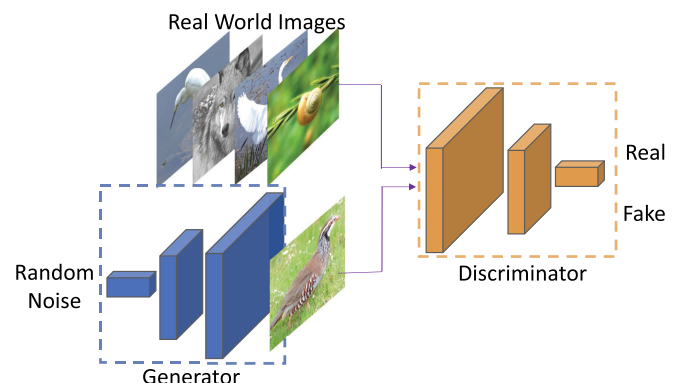 Real World Images
Real
Fake
Discriminator
Random
Noise
Generator